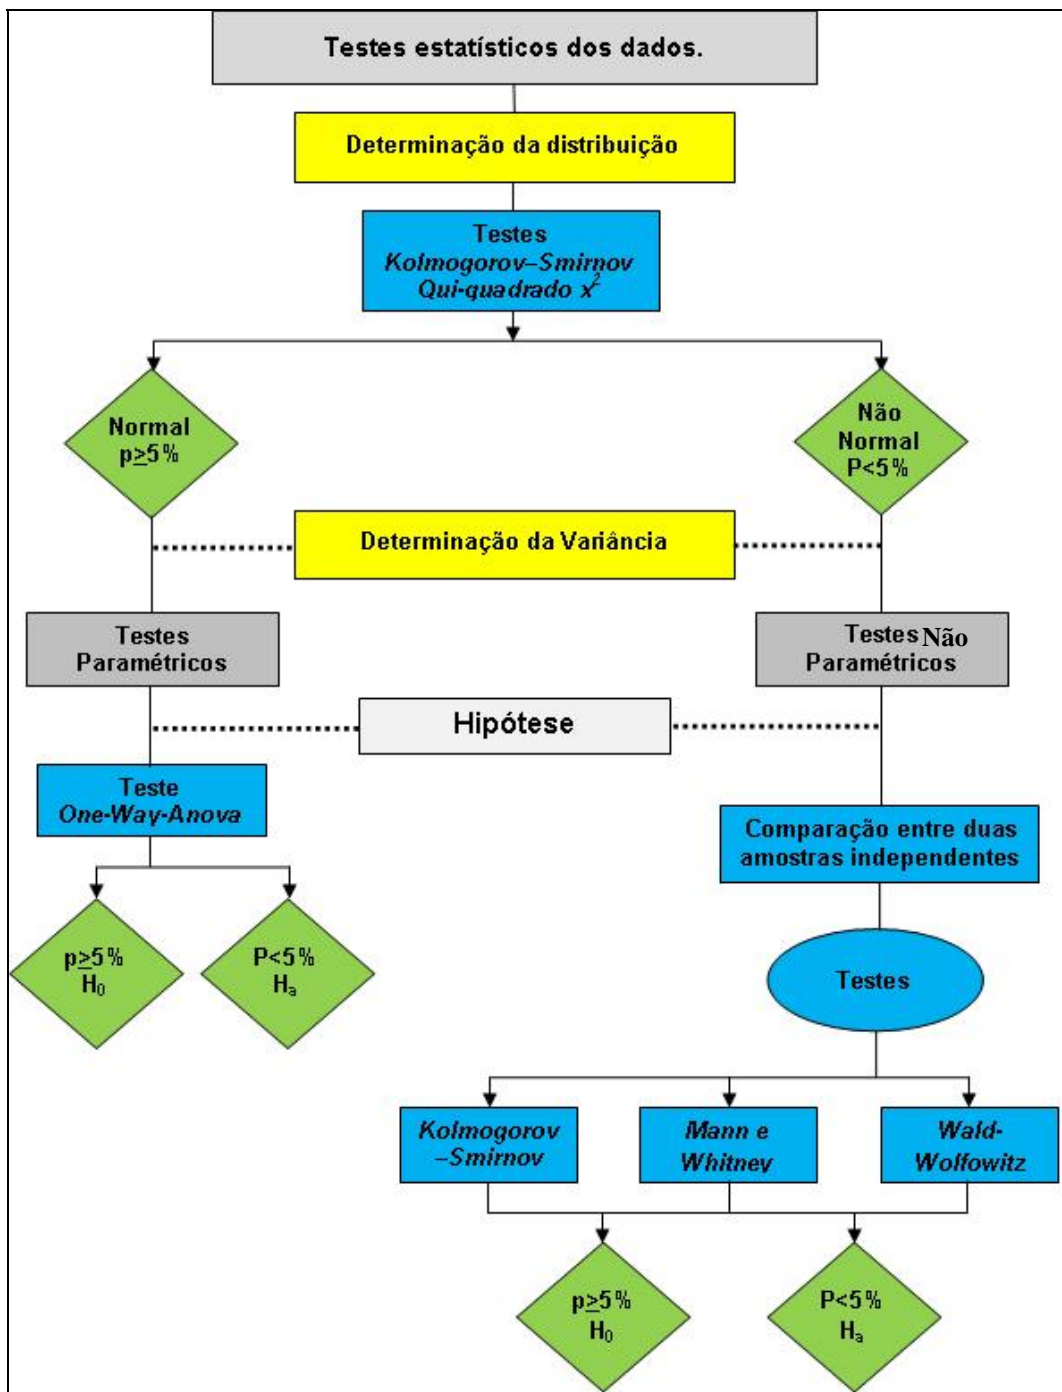 Testes estatísticos dos dados.
Determinação da distribuição
Testes
Kolmogorov–Smirnov
Qui-quadrado x²
Normal
p≥5%
Não
Normal
P<5%
Determinação da Variância
Testes
Paramétricos
Testes Não
Paramétricos
Hipótese
Teste
One-Way-Anova
Comparação entre duas
amostras independentes
p≥5%
H₀
P<5%
Hₐ
Testes
Kolmogorov
–Smirnov
Mann e
Whitney
Wald-
Wolfowitz
p≥5%
H₀
P<5%
Hₐ